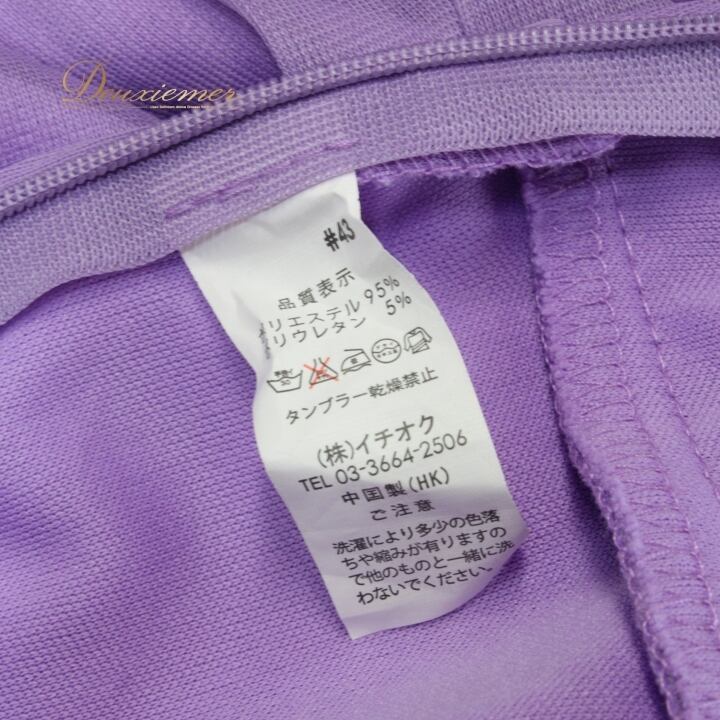 Deuxiemer
#43
品質表示
リエステル 95%
リウレタン 5%
タンブラー乾燥禁止
(株)イチオク
TEL 03-3664-2506
中国製(HK)
ご注意
洗濯により多少の色落
ちや縮みが有りますの
で他のものと一緒に洗
わないでください。